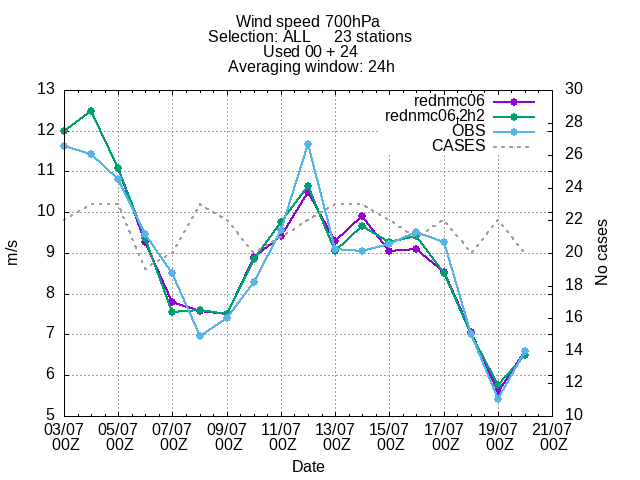 Wind speed 700hPa
Selection: ALL 23 stations
Used 00 + 24
Averaging window: 24h
rednmc06
rednmc06,2h2
OBS
CASES
13
12
11
10
9
8
7
6
5
m/s
30
28
26
24
22
20
18
16
14
12
10
No cases
03/07 05/07 07/07 09/07 11/07 13/07 15/07 17/07 19/07 21/07
00Z 00Z 00Z 00Z 00Z 00Z 00Z 00Z 00Z 00Z
Date